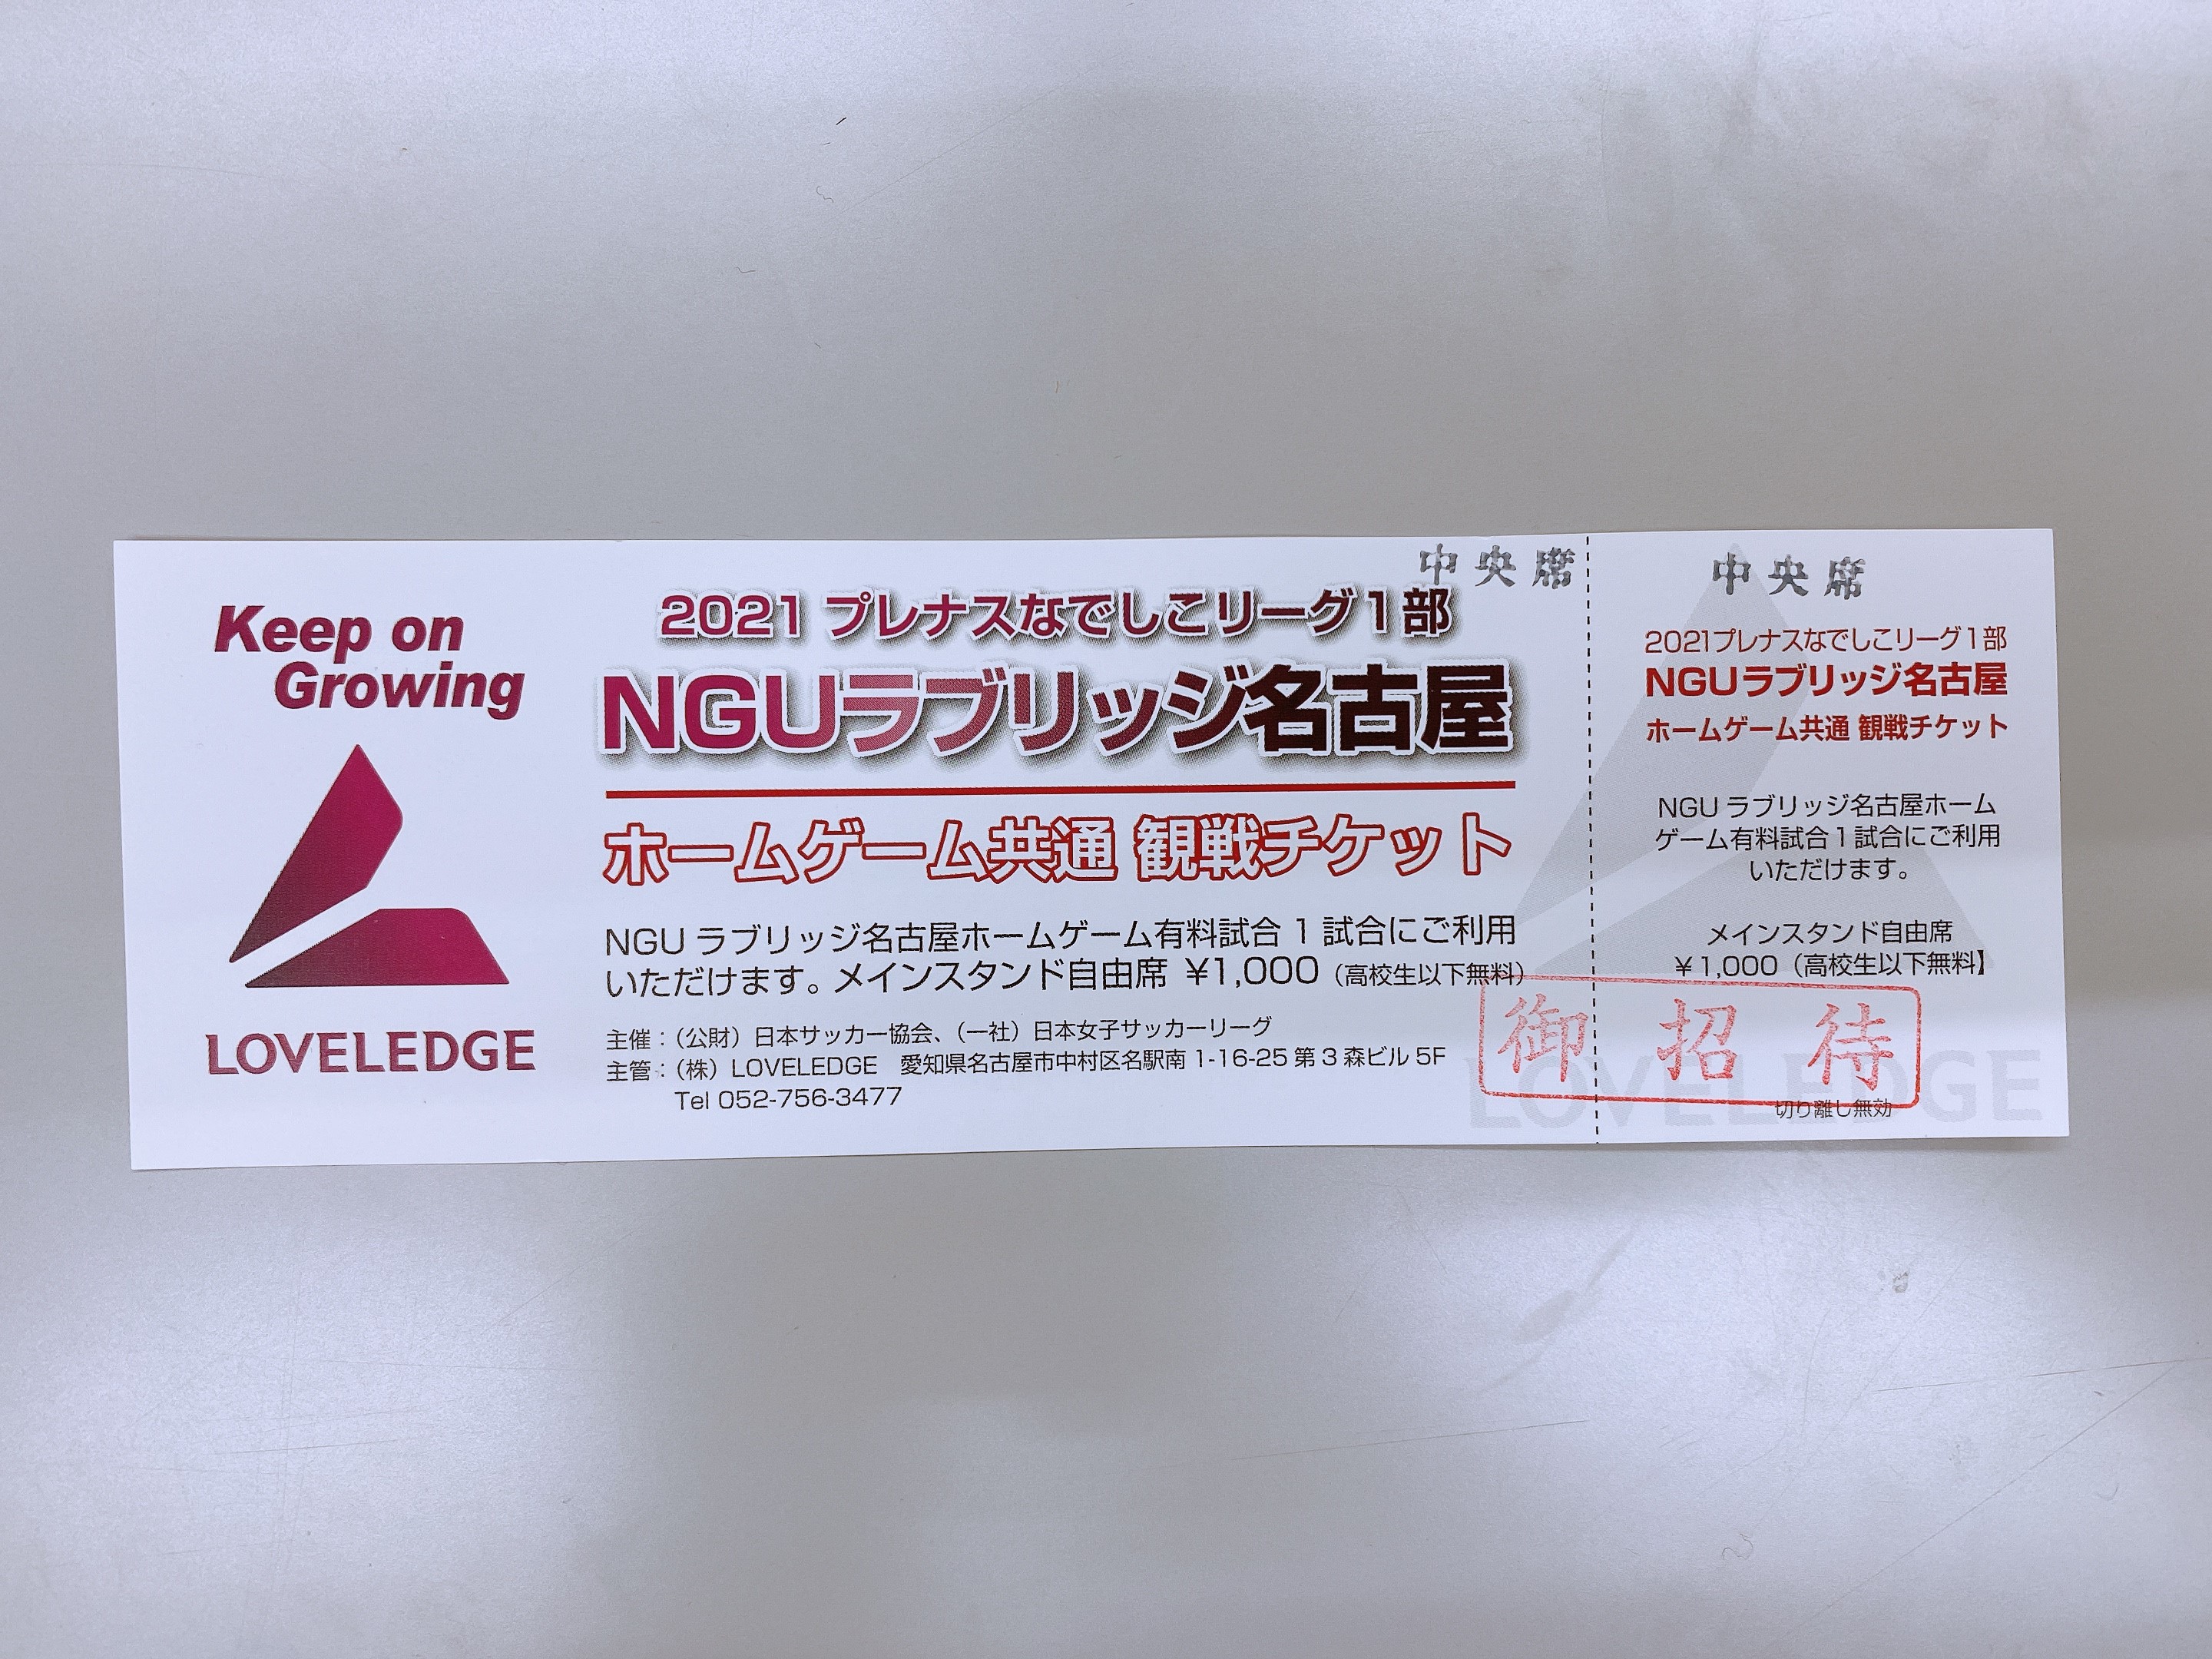 Keep on
Growing
LOVELEDGE
中央席
2021 プレナスなでしこリーグ1部
NGUラブリッジ名古屋
ホームゲーム共通 観戦チケット
NGU ラブリッジ名古屋ホームゲーム有料試合 1 試合にご利用
いただけます。メインスタンド自由席 ¥1,000（高校生以下無料）
主催：（公財）日本サッカー協会、（一社）日本女子サッカーリーグ
主管：（株）LOVELEDGE 愛知県名古屋市中村区名駅南 1-16-25 第 3 森ビル 5F
Tel 052-756-3477
中央席
2021プレナスなでしこリーグ1部
NGUラブリッジ名古屋
ホームゲーム共通 観戦チケット
NGU ラブリッジ名古屋ホーム
ゲーム有料試合1試合にご利用
いただけます。
メインスタンド自由席
¥1,000（高校生以下無料】
御招待
LOVELEDGE
切り離し無効